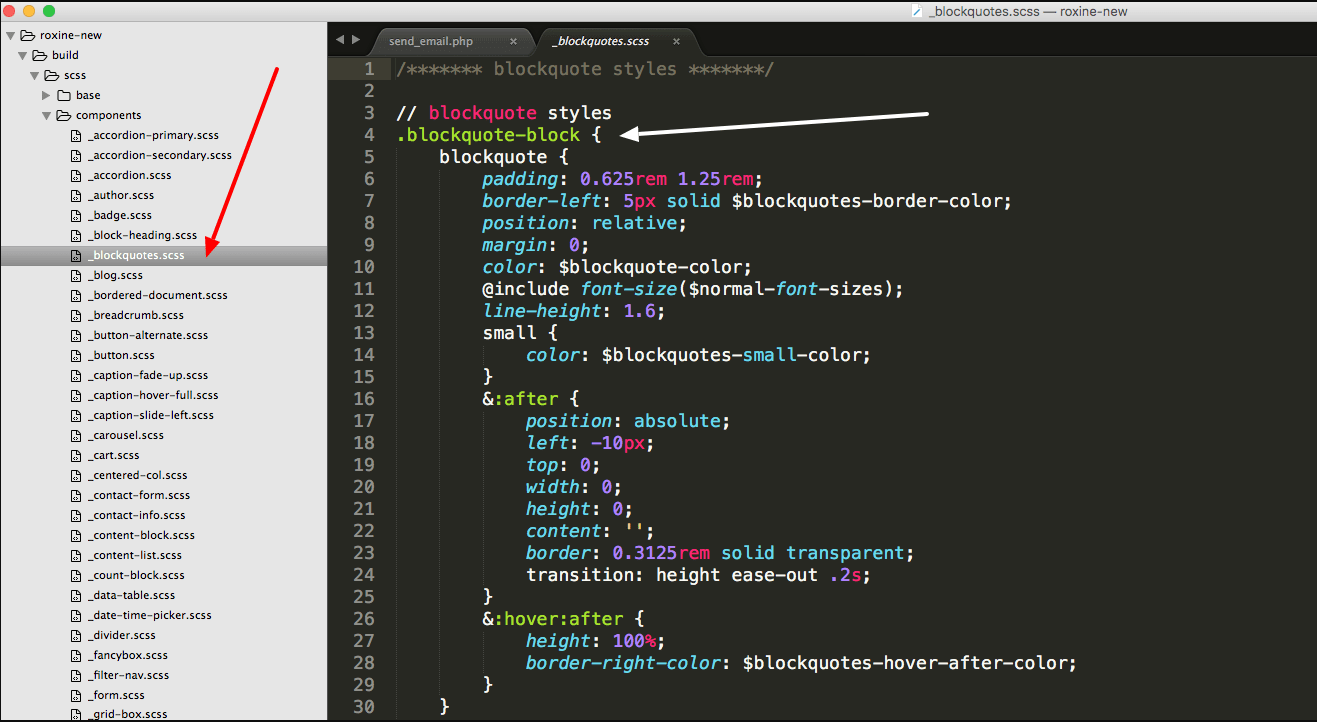 _blockquotes.scss — roxine-new
roxine-new
build
scss
base
components
_accordion-primary.scss
_accordion-secondary.scss
_accordion.scss
_author.scss
_badge.scss
_block-heading.scss
_blockquotes.scss
_blog.scss
_bordered-document.scss
_breadcrumb.scss
_button-alternate.scss
_button.scss
_caption-fade-up.scss
_caption-hover-full.scss
_caption-slide-left.scss
_carousel.scss
_cart.scss
_centered-col.scss
_contact-form.scss
_contact-info.scss
_content-block.scss
_content-list.scss
_count-block.scss
_data-table.scss
_date-time-picker.scss
_divider.scss
_fancybox.scss
_filter-nav.scss
_form.scss
_grid-box.scss
send_email.php × _blockquotes.scss ×
1 /******* blockquote styles *******/
2
3 // blockquote styles
4 .blockquote-block {
5 blockquote {
6 padding: 0.625rem 1.25rem;
7 border-left: 5px solid $blockquotes-border-color;
8 position: relative;
9 margin: 0;
10 color: $blockquote-color;
11 @include font-size($normal-font-sizes);
12 line-height: 1.6;
13 small {
14 color: $blockquotes-small-color;
15 }
16 &:after {
17 position: absolute;
18 left: -10px;
19 top: 0;
20 width: 0;
21 height: 0;
22 content: '';
23 border: 0.3125rem solid transparent;
24 transition: height ease-out .2s;
25 }
26 &:hover:after {
27 height: 100%;
28 border-right-color: $blockquotes-hover-after-color;
29 }
30 }